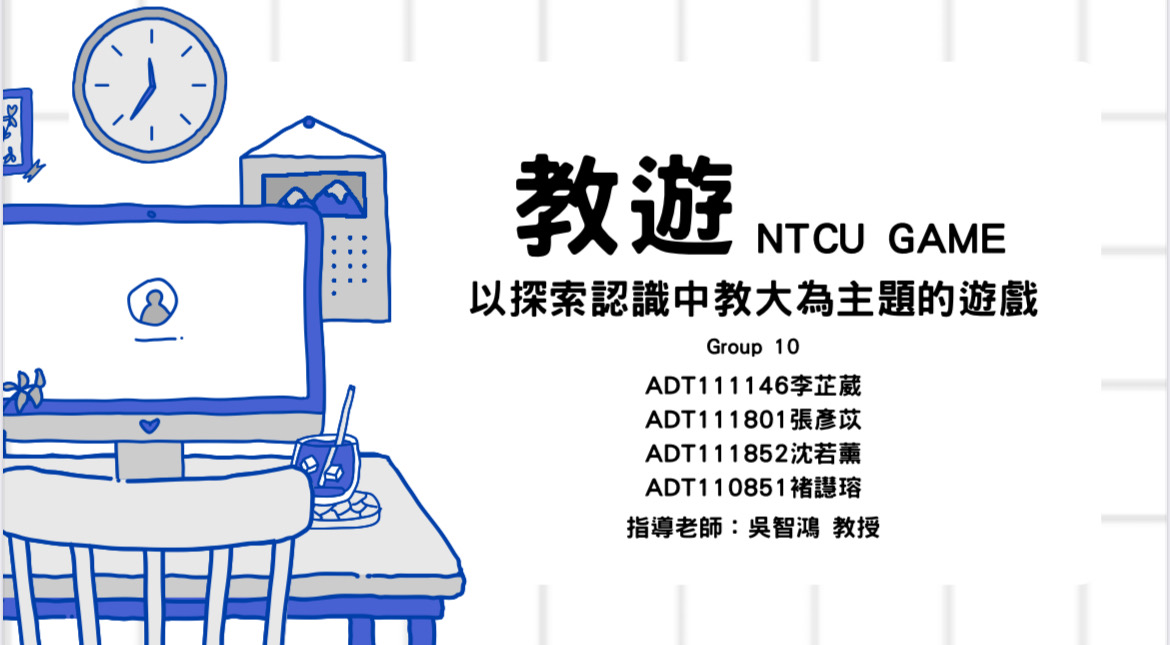 教遊 NTCU GAME
以探索認識中教大為主題的遊戲
Group 10
ADT111146李芷葳
ADT111801張彥苡
ADT111852沈若薰
ADT110851褚譿瑢
指導老師：吳智鴻 教授